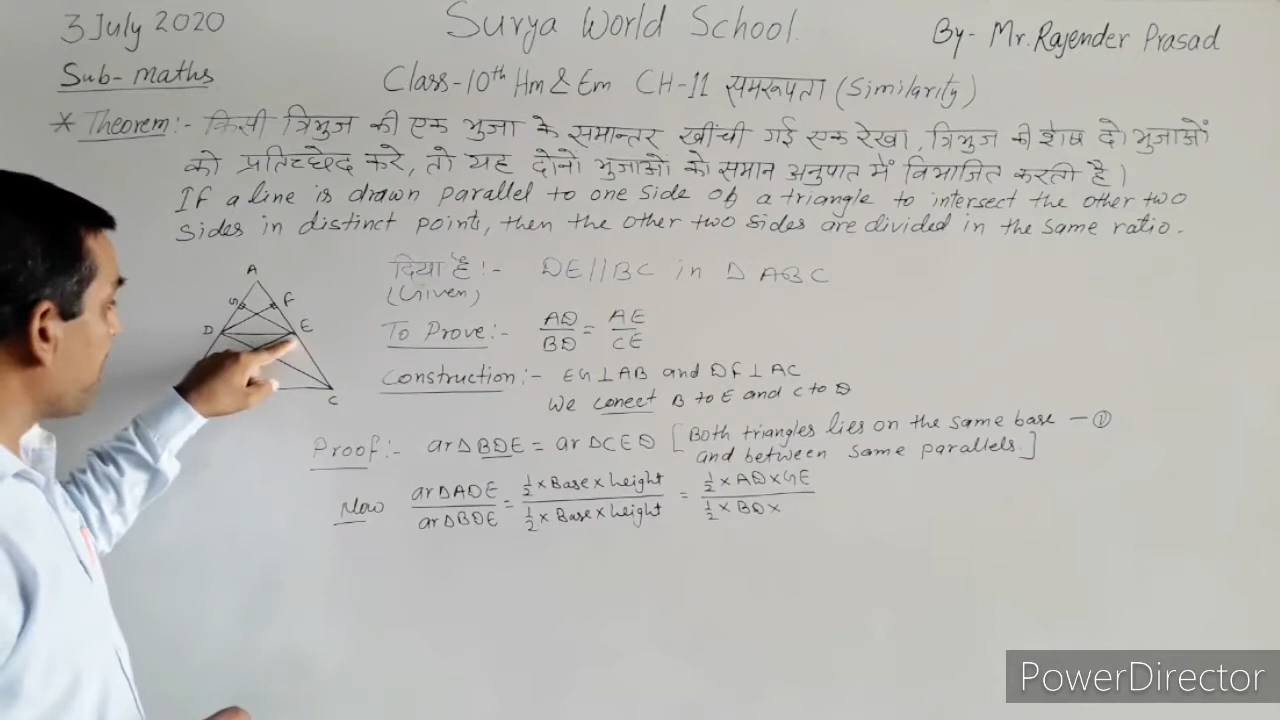 3 July 2020
Surya World School.
By- Mr. Rajender Prasad
Sub- maths
Class-10th Hm & Em CH-11 समरूपता (Similarity)
* Theorem:- किसी त्रिभुज की एक भुजा के समान्तर खींची गई एक रेखा, त्रिभुज की शेष दो भुजाओं
को प्रतिच्छेद करे, तो यह दोनों भुजाओं को समान अनुपात में विभाजित करती है।
If a line is drawn parallel to one side of a triangle to intersect the other two
sides in distinct points, then the other two sides are divided in the same ratio.
A
G F
D E
C
दिया है:- DE//BC in Δ ABC
(Given)
To Prove:- AD/BD = AE/CE
Construction:- EG⊥AB and DF⊥AC
We conect B to E and C to D
Proof:- arΔBDE = arΔCED [Both triangles lies on the same base — ①
and between same parallels.]
Now arΔADE/arΔBDE = ½×Base×height/½×Base×height = ½×AD×GE/½×BD×
PowerDirector